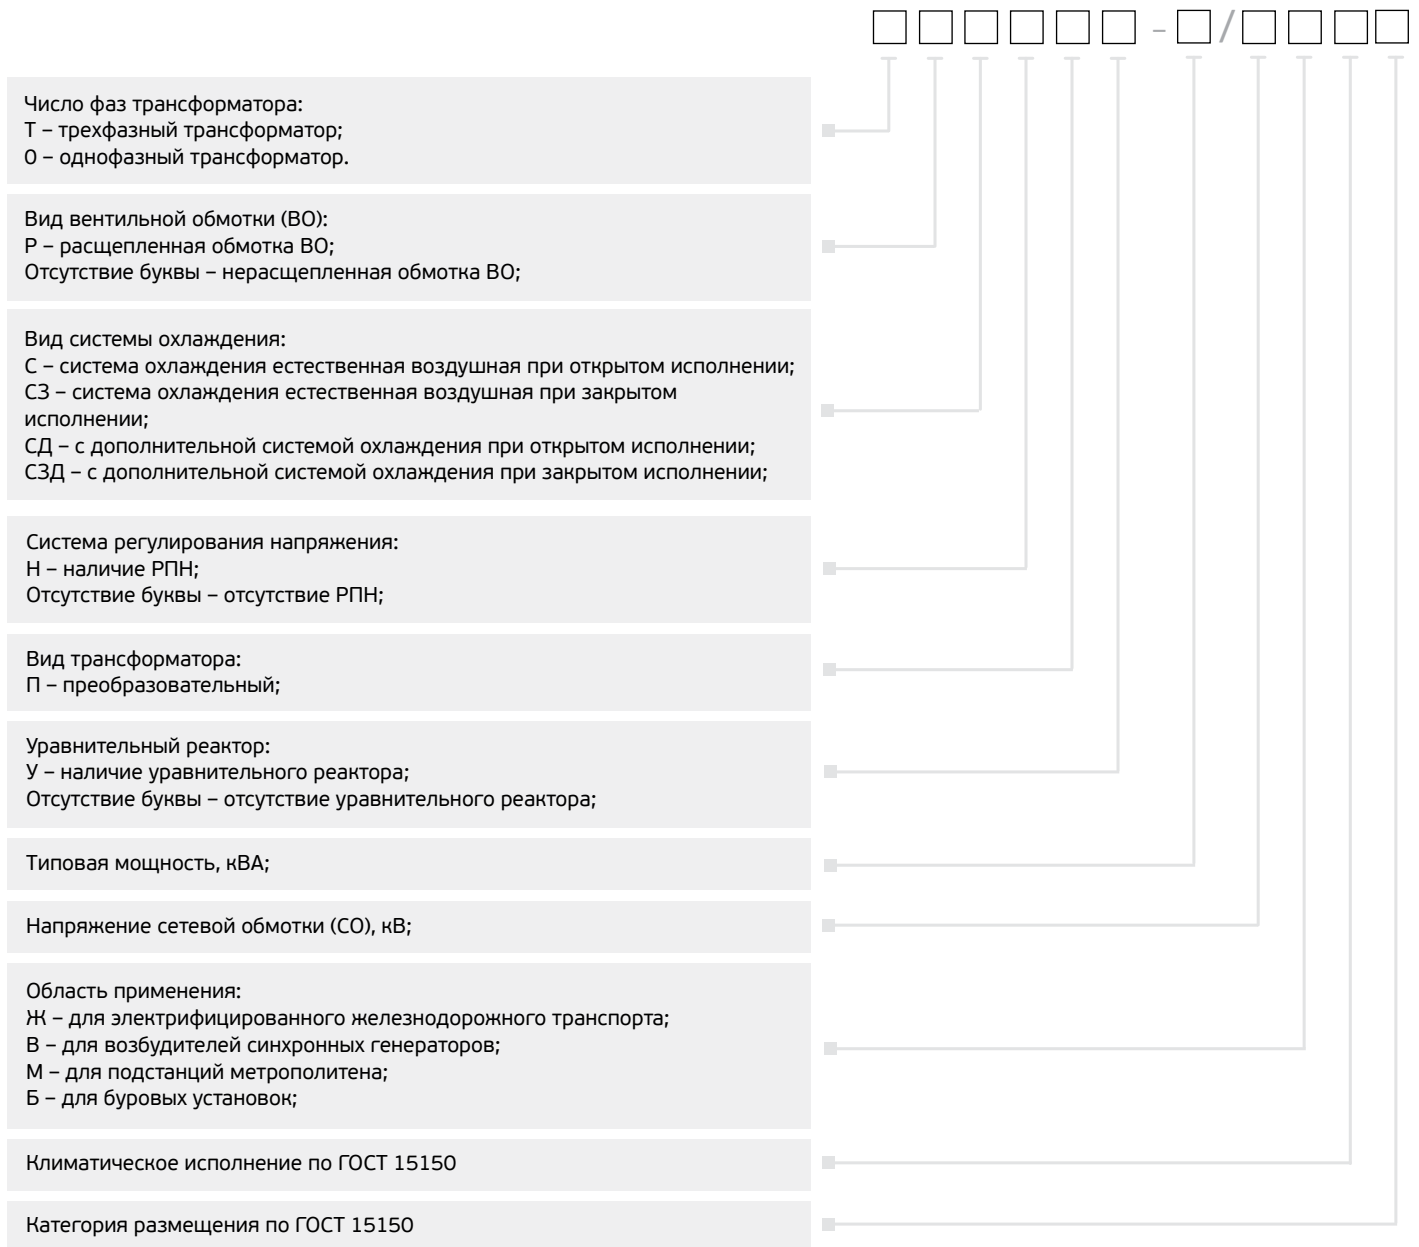 – /
Число фаз трансформатора:
Т – трехфазный трансформатор;
О – однофазный трансформатор.
Вид вентильной обмотки (ВО):
Р – расщепленная обмотка ВО;
Отсутствие буквы – нерасщепленная обмотка ВО;
Вид системы охлаждения:
С – система охлаждения естественная воздушная при открытом исполнении;
СЗ – система охлаждения естественная воздушная при закрытом
исполнении;
СД – с дополнительной системой охлаждения при открытом исполнении;
СЗД – с дополнительной системой охлаждения при закрытом исполнении;
Система регулирования напряжения:
Н – наличие РПН;
Отсутствие буквы – отсутствие РПН;
Вид трансформатора:
П – преобразовательный;
Уравнительный реактор:
У – наличие уравнительного реактора;
Отсутствие буквы – отсутствие уравнительного реактора;
Типовая мощность, кВА;
Напряжение сетевой обмотки (СО), кВ;
Область применения:
Ж – для электрифицированного железнодорожного транспорта;
В – для возбудителей синхронных генераторов;
М – для подстанций метрополитена;
Б – для буровых установок;
Климатическое исполнение по ГОСТ 15150
Категория размещения по ГОСТ 15150